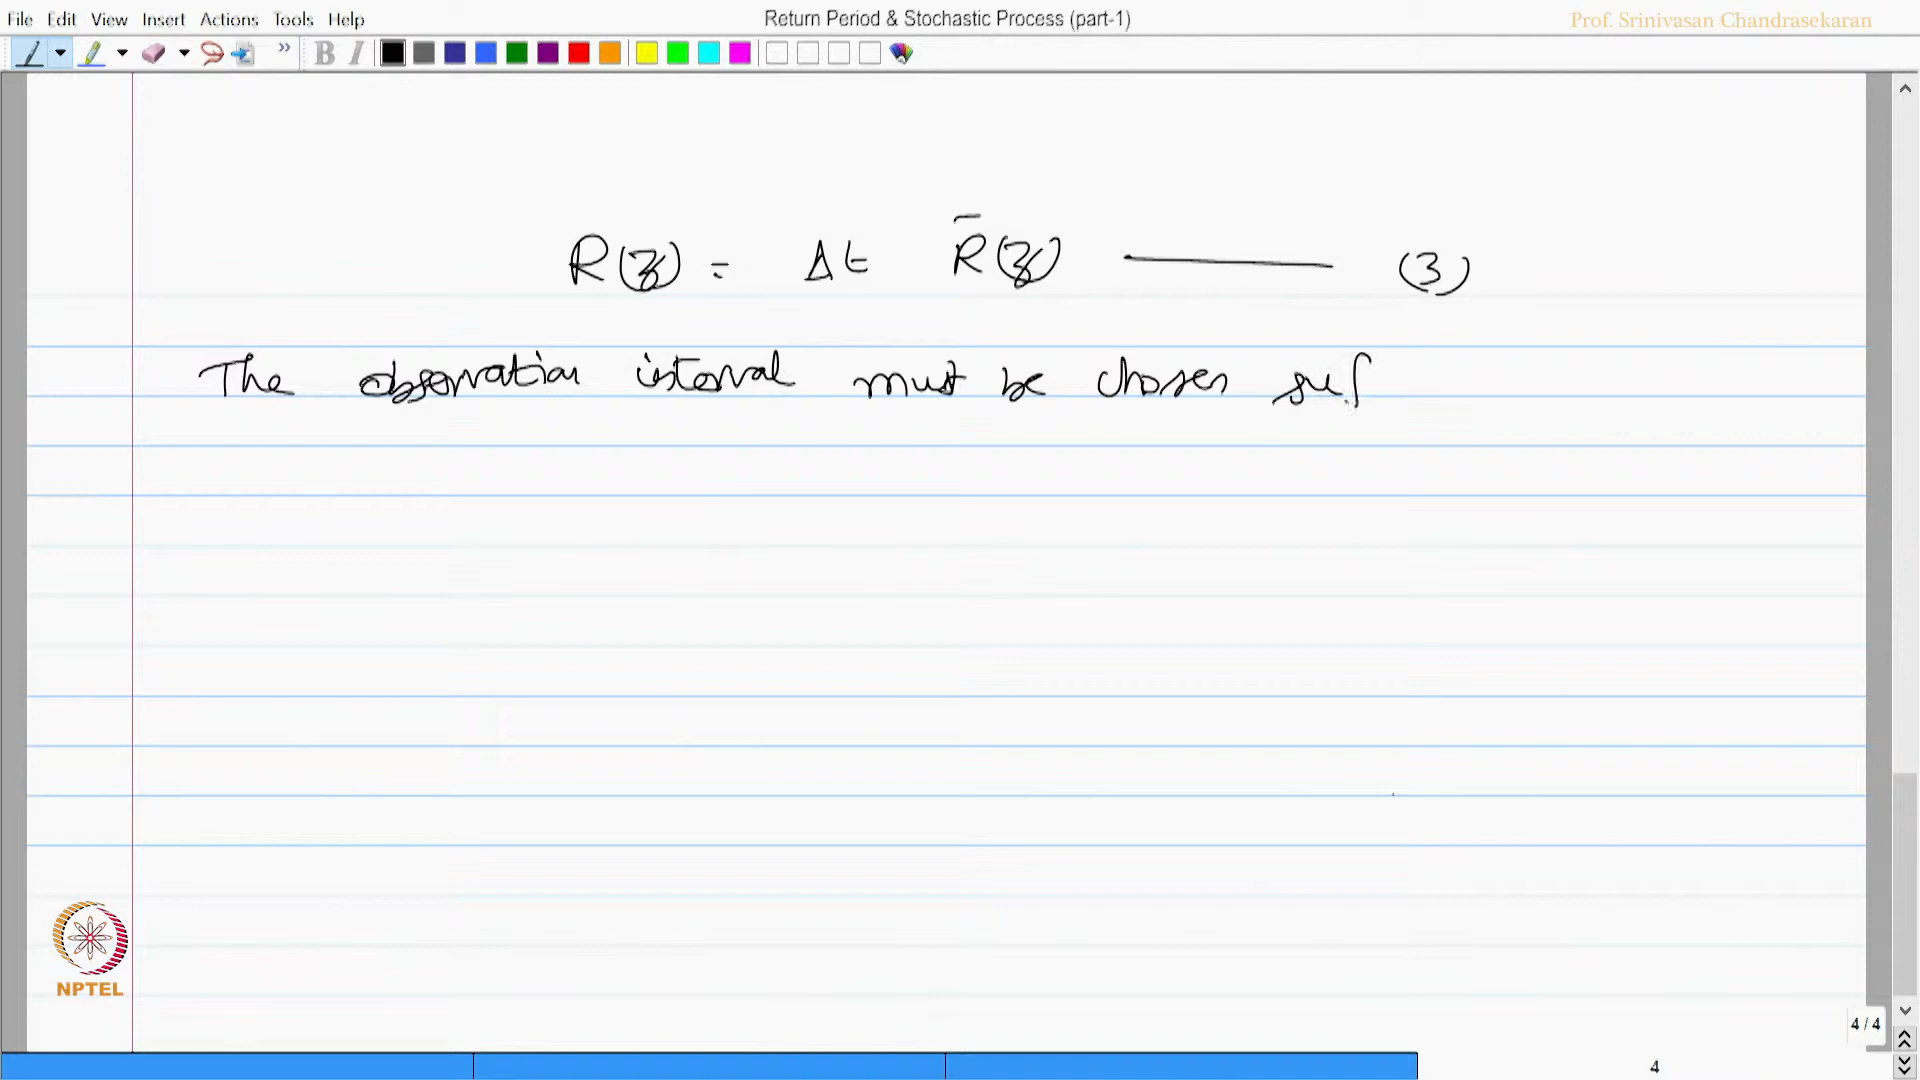 File Edit View Insert Actions Tools Help
Return Period & Stochastic Process (part-1)
Prof. Srinivasan Chandrasekaran
B I
R(z) = Δt R̄(z) ——— (3)
The observation interval must be chosen suf
NPTEL
4 / 4
4